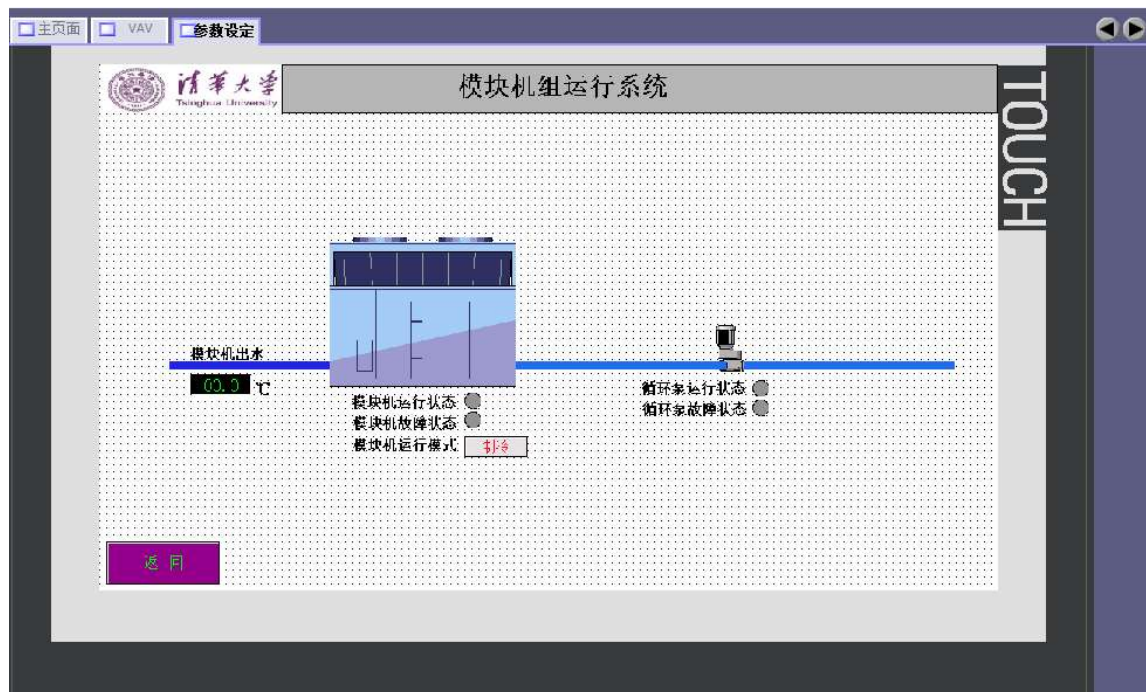 主页面
VAV
参数设定
清华大学
Tsinghua University
模块机组运行系统
TOUCH
模块机出水
00.0 ℃
模块机运行状态
模块机故障状态
模块机运行模式 制冷
循环泵运行状态
循环泵故障状态
返回